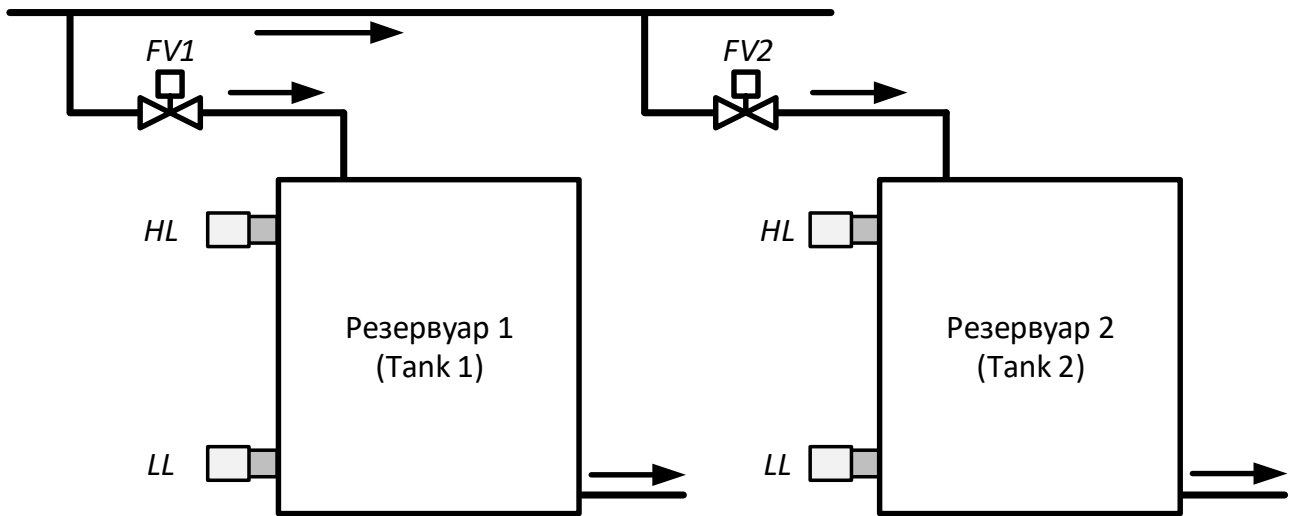 FV1
FV2
HL
HL
Резервуар 1
(Tank 1)
Резервуар 2
(Tank 2)
LL
LL